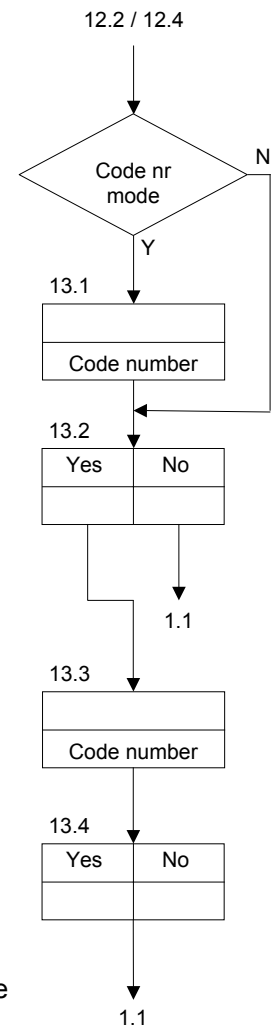 12.2 / 12.4
Code nr
mode
N
Y
13.1
Code number
13.2
Yes No
1.1
13.3
Code number
13.4
Yes No
e
1.1